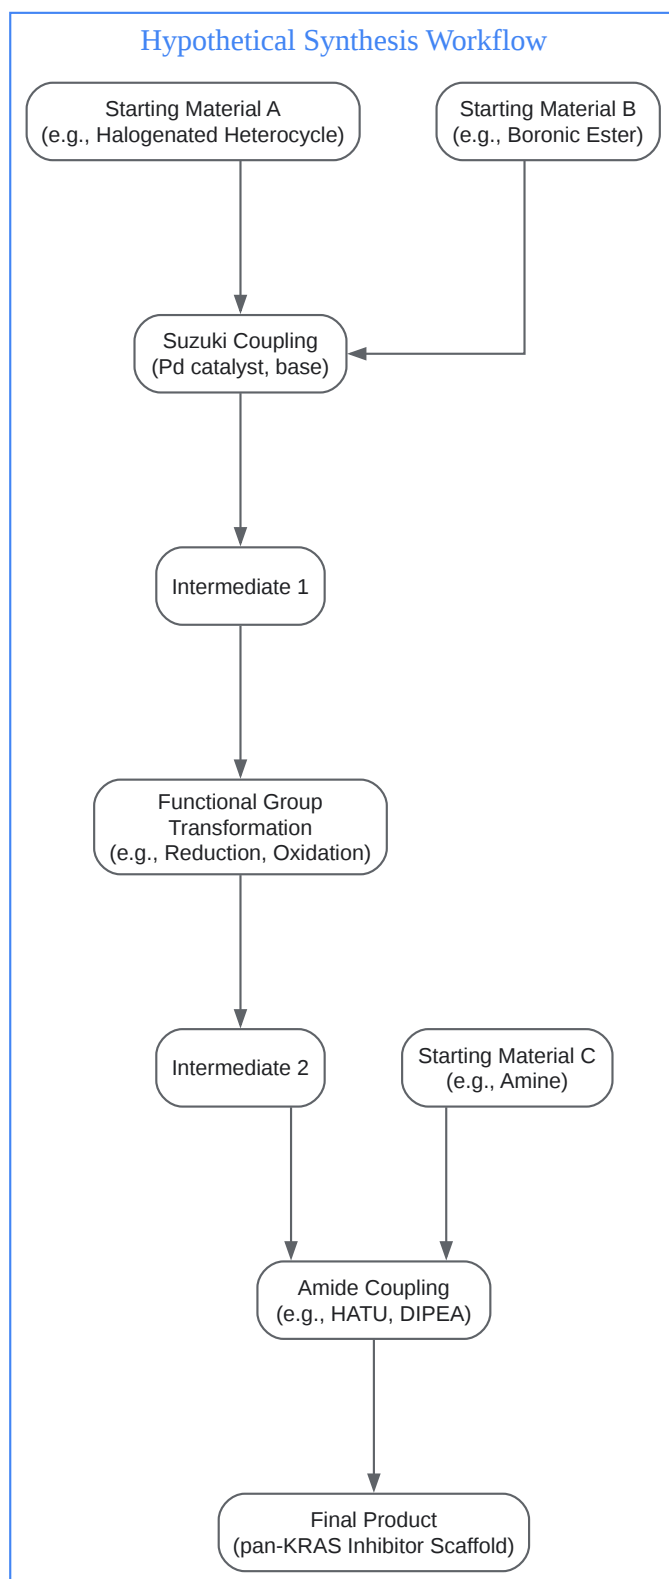 Hypothetical Synthesis Workflow
Starting Material A
(e.g., Halogenated Heterocycle)
Starting Material B
(e.g., Boronic Ester)
Suzuki Coupling
(Pd catalyst, base)
Intermediate 1
Functional Group
Transformation
(e.g., Reduction, Oxidation)
Intermediate 2
Starting Material C
(e.g., Amine)
Amide Coupling
(e.g., HATU, DIPEA)
Final Product
(pan-KRAS Inhibitor Scaffold)